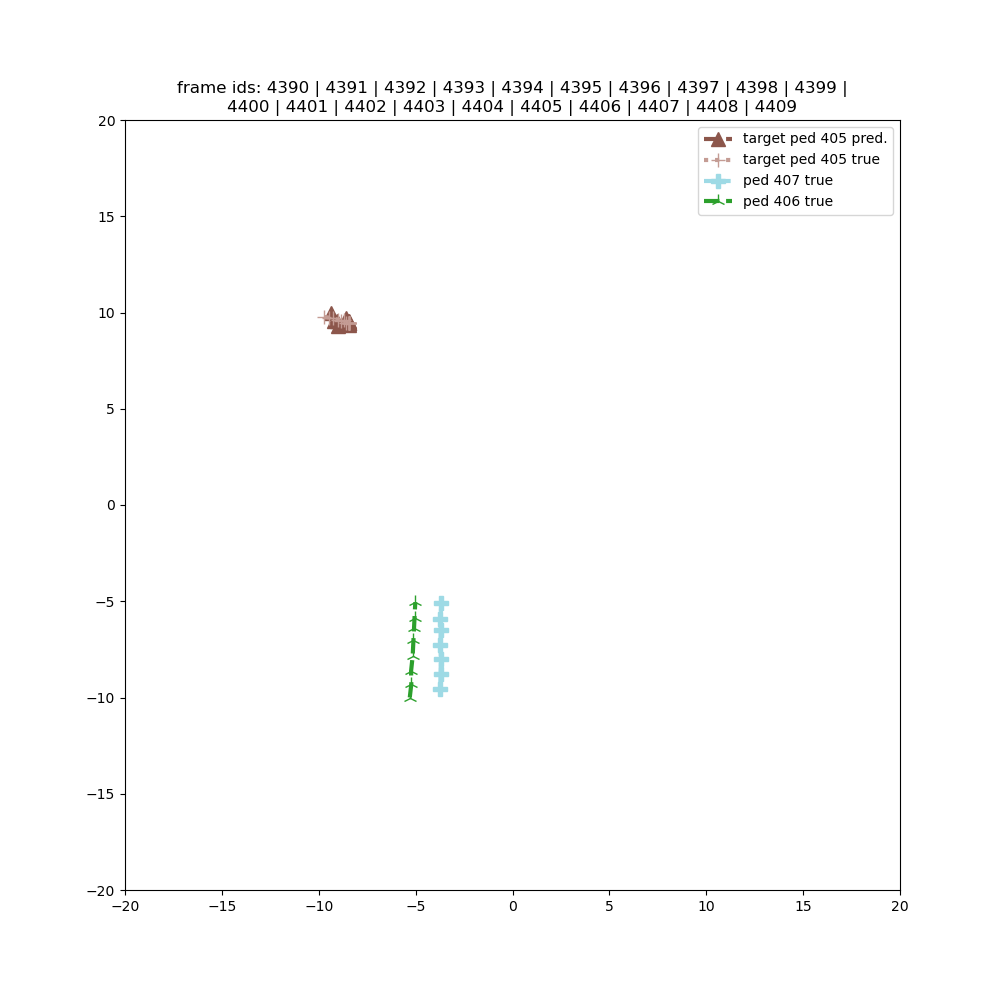 frame ids: 4390 | 4391 | 4392 | 4393 | 4394 | 4395 | 4396 | 4397 | 4398 | 4399 |
4400 | 4401 | 4402 | 4403 | 4404 | 4405 | 4406 | 4407 | 4408 | 4409
target ped 405 pred.
target ped 405 true
ped 407 true
ped 406 true
20
15
10
5
0
−5
−10
−15
−20
−20 −15 −10 −5 0 5 10 15 20